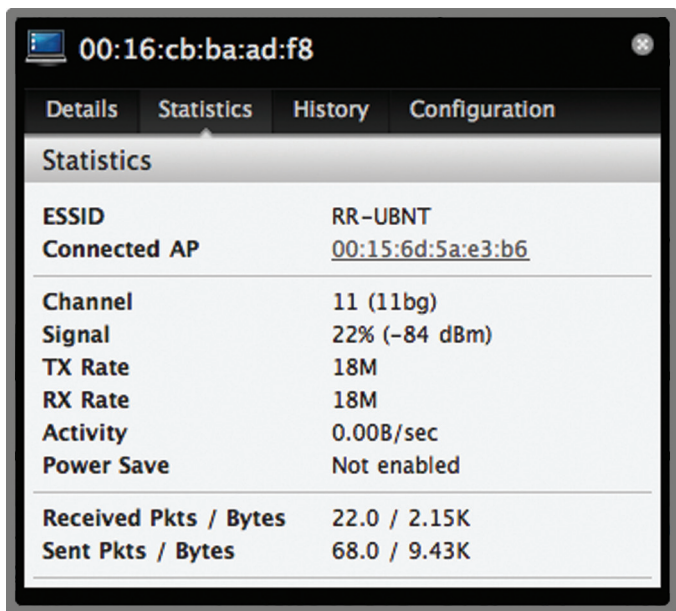 00:16:cb:ba:ad:f8
Details Statistics History Configuration
Statistics
ESSID RR-UBNT
Connected AP 00:15:6d:5a:e3:b6
Channel 11 (11bg)
Signal 22% (-84 dBm)
TX Rate 18M
RX Rate 18M
Activity 0.00B/sec
Power Save Not enabled
Received Pkts / Bytes 22.0 / 2.15K
Sent Pkts / Bytes 68.0 / 9.43K